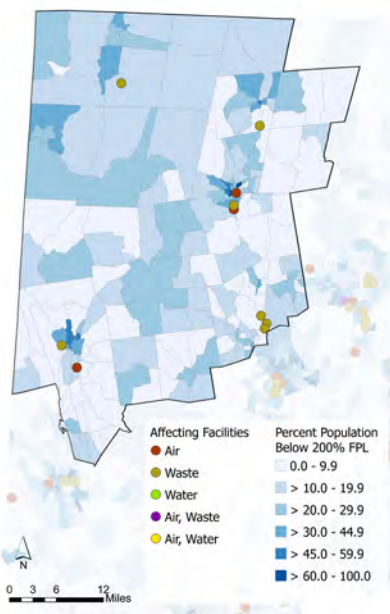 Affecting Facilities
Air
Waste
Water
Air, Waste
Air, Water
Percent Population
Below 200% FPL
0.0 - 9.9
> 10.0 - 19.9
> 20.0 - 29.9
> 30.0 - 44.9
> 45.0 - 59.9
> 60.0 - 100.0
N
0 3 6 12
Miles